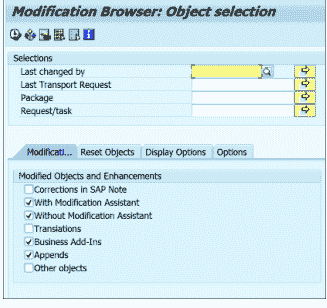 Modification Browser: Object selection
Selections
Last changed by
Last Transport Request
Package
Request/task
Modificati... Reset Objects Display Options Options
Modified Objects and Enhancements
Corrections in SAP Note
With Modification Assistant
Without Modification Assistant
Translations
Business Add-Ins
Appends
Other objects